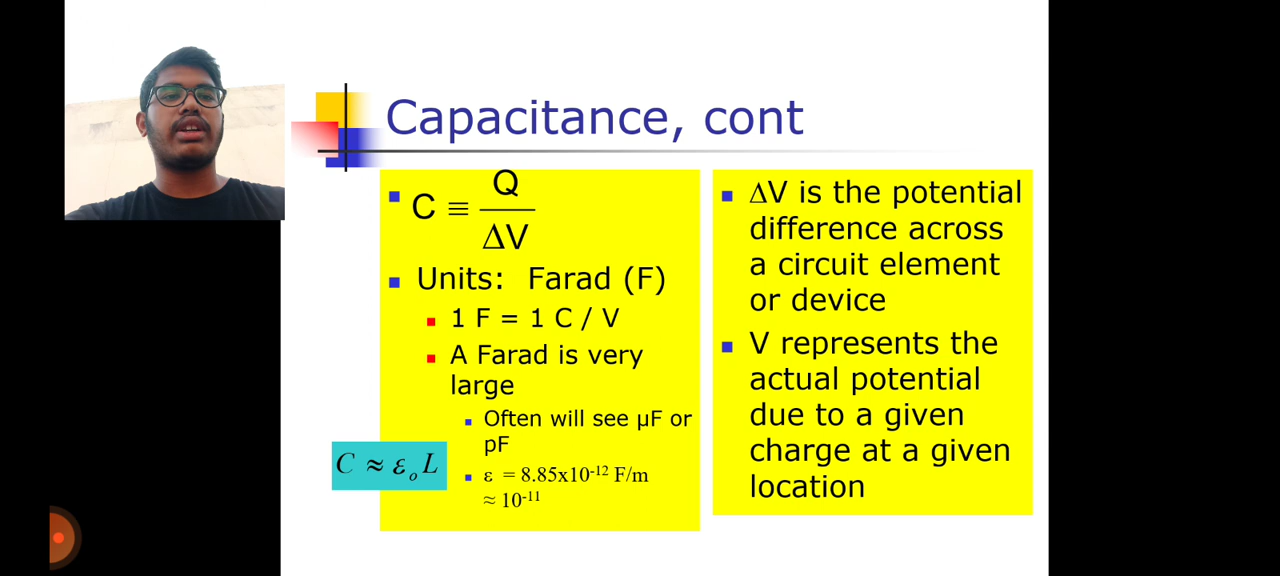 Capacitance, cont
C ≡ Q / ΔV
Units: Farad (F)
1 F = 1 C / V
A Farad is very
large
Often will see µF or
pF
ε = 8.85x10⁻¹² F/m
≈ 10⁻¹¹
C ≈ εₒ L
ΔV is the potential
difference across
a circuit element
or device
V represents the
actual potential
due to a given
charge at a given
location